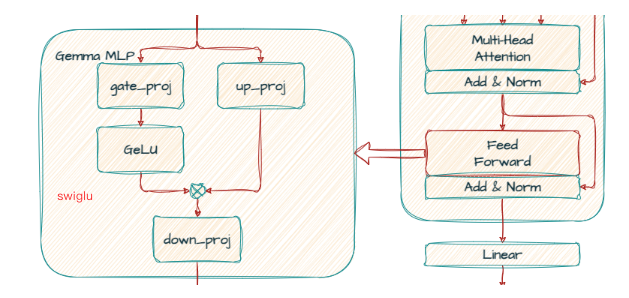 Gemma MLP
gate_proj
up_proj
GeLU
swiglu
down_proj
Multi-Head
Attention
Add & Norm
Feed
Forward
Add & Norm
Linear